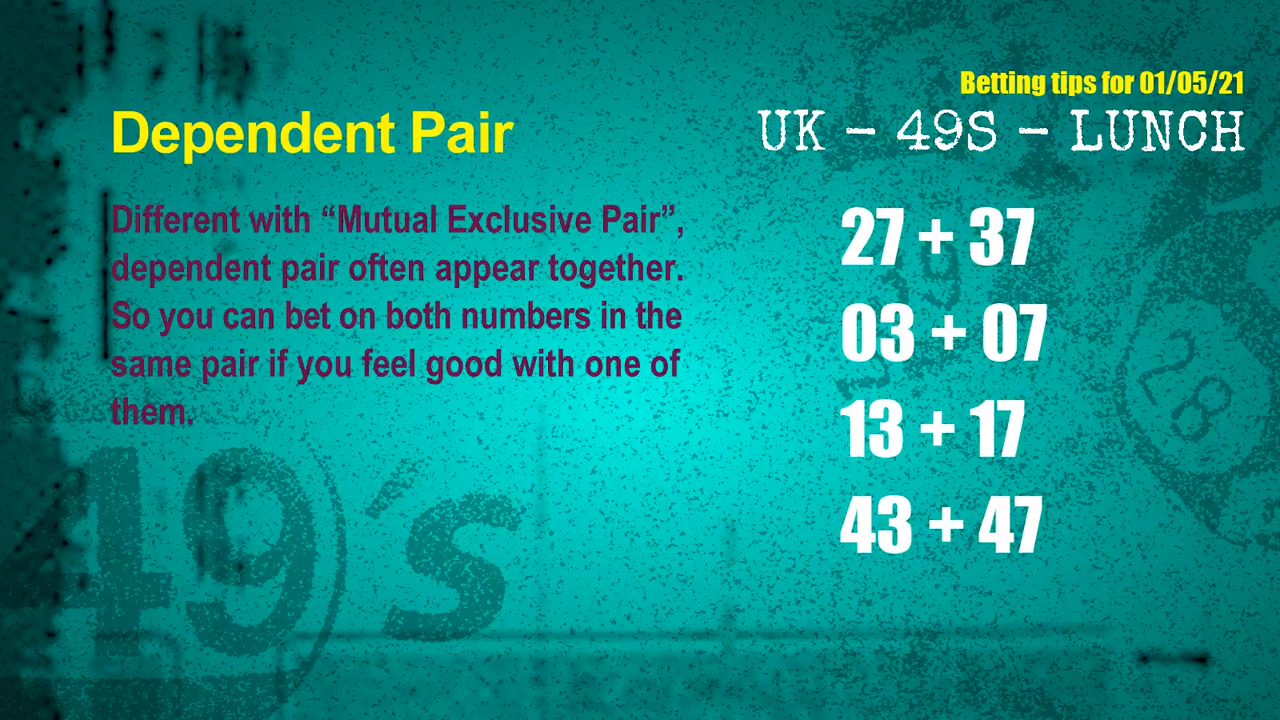 Betting tips for 01/05/21
Dependent Pair
UK - 49S - LUNCH
Different with “Mutual Exclusive Pair”,
dependent pair often appear together.
So you can bet on both numbers in the
same pair if you feel good with one of
them.
27 + 37
03 + 07
13 + 17
43 + 47
49's
28